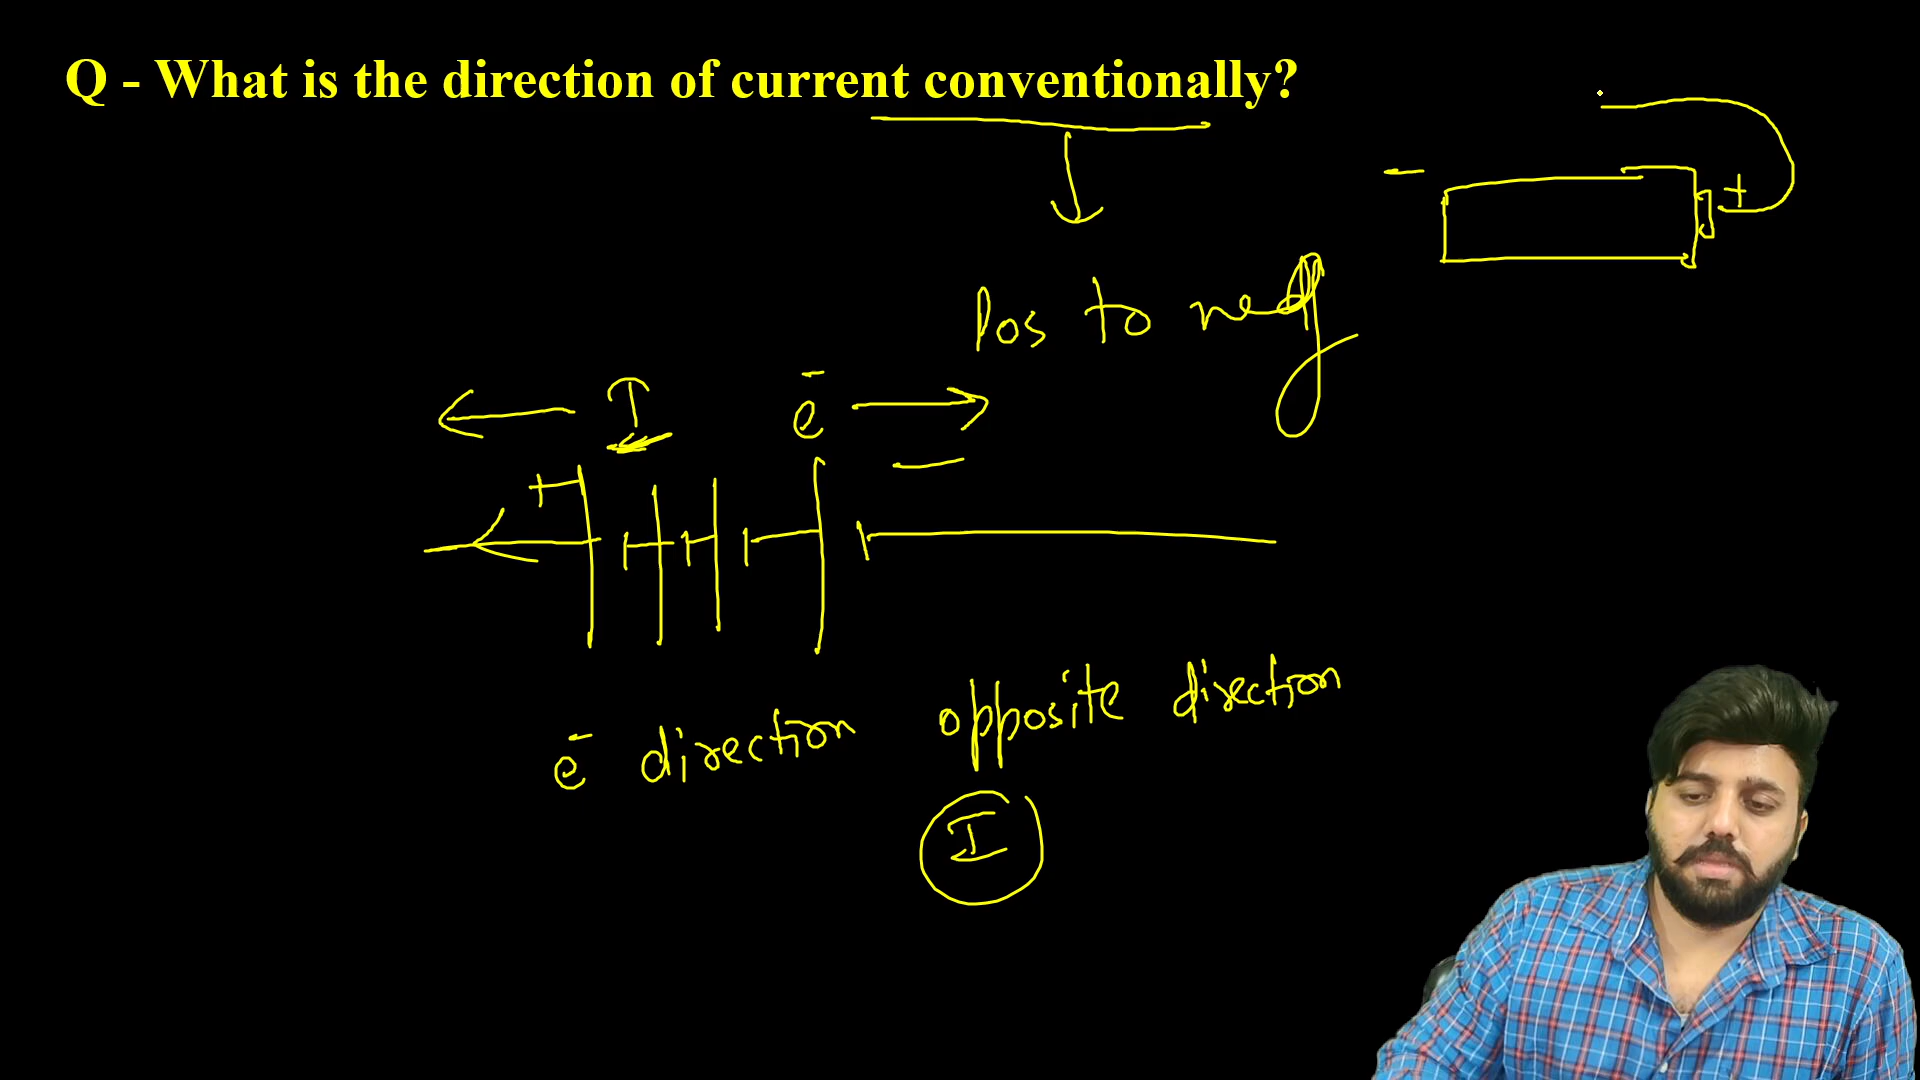 Q - What is the direction of current conventionally?
- +
Pos to neg
I e⁻
+ -
e⁻ direction opposite direction
I